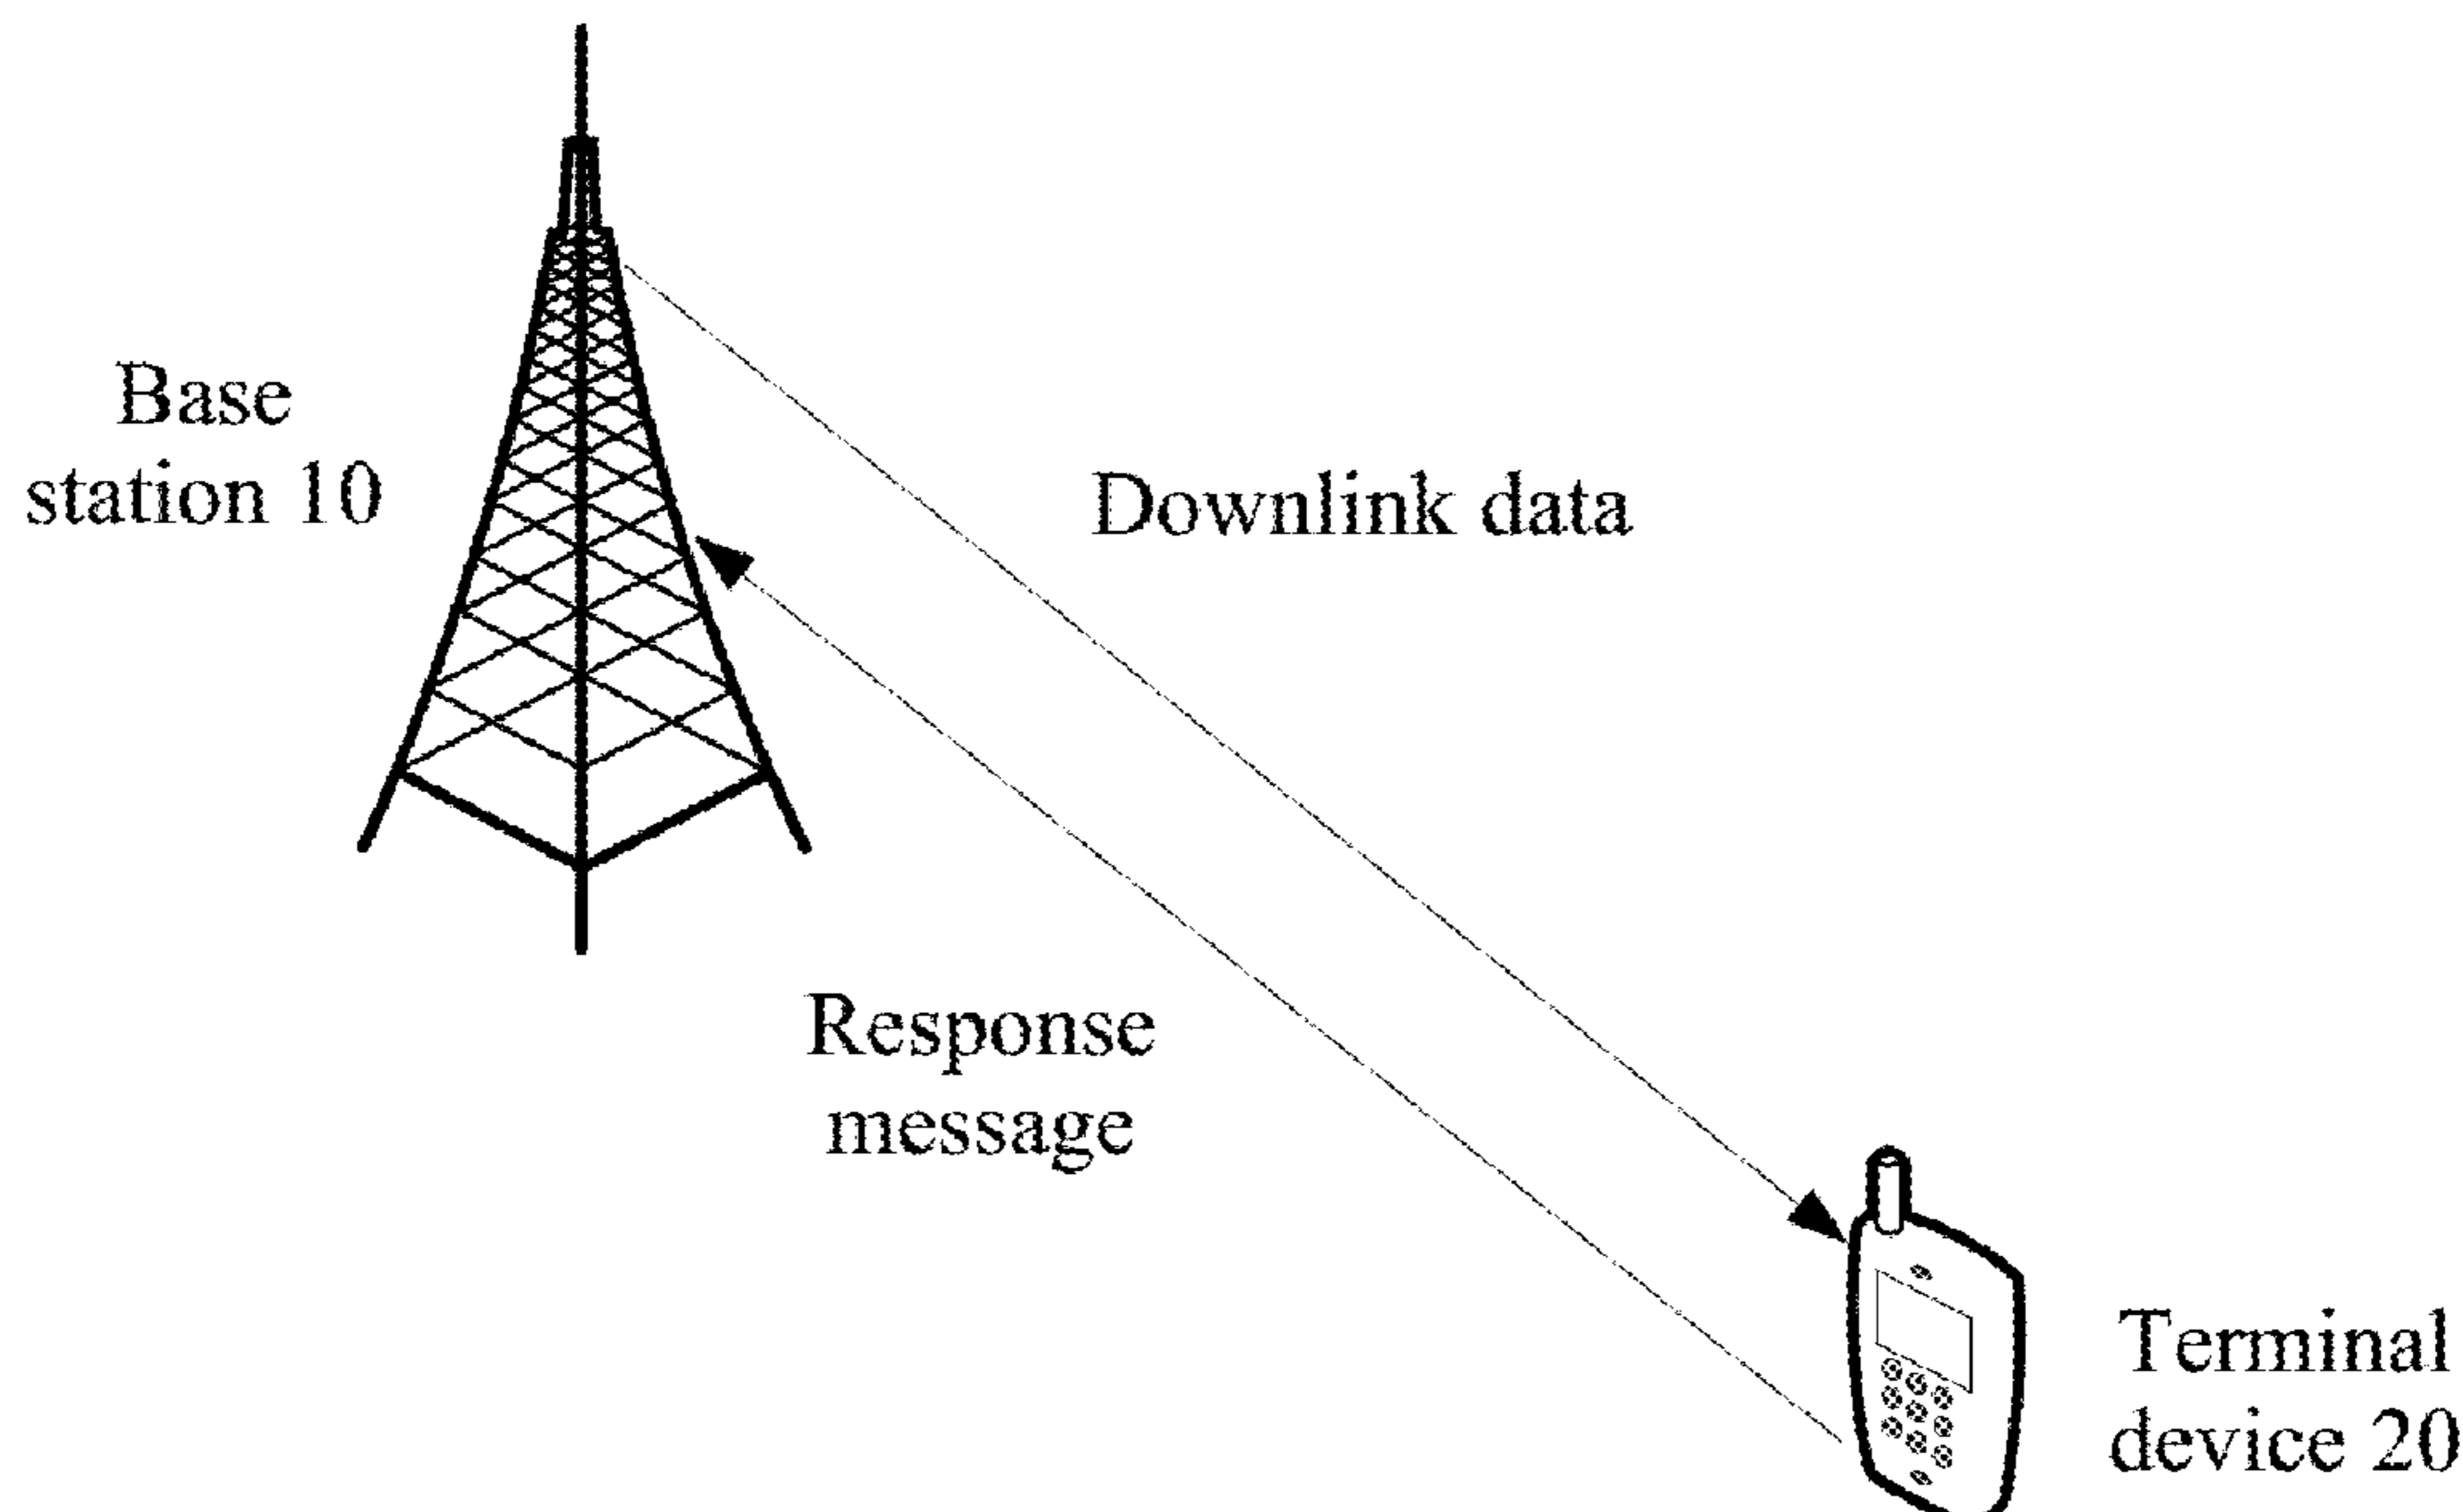 Base
station 10
Downlink data
Response
message
Terminal
device 20